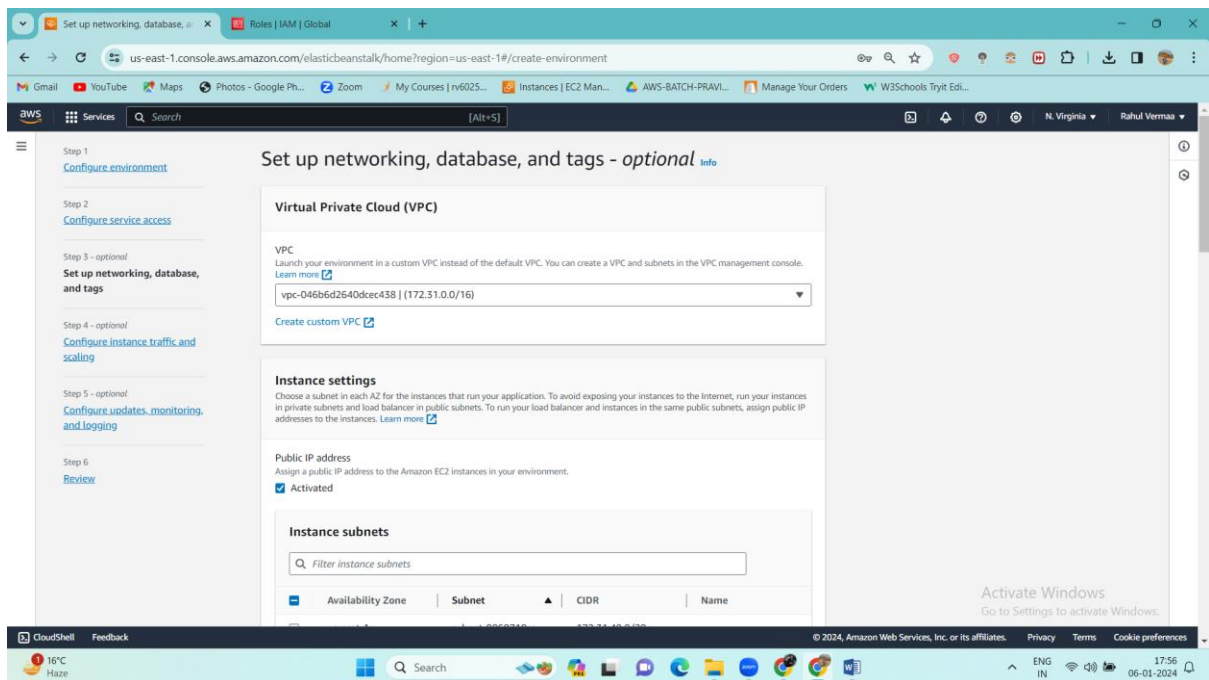 Set up networking, database, a
Roles | IAM | Global
us-east-1.console.aws.amazon.com/elasticbeanstalk/home?region=us-east-1#/create-environment
Gmail YouTube Maps Photos - Google Ph... Zoom My Courses | rv6025... Instances | EC2 Man... AWS-BATCH-PRAVI... Manage Your Orders W3Schools Tryit Edi...
aws Services Search [Alt+S] N. Virginia Rahul Vermaa
Step 1
Configure environment
Step 2
Configure service access
Step 3 - optional
Set up networking, database,
and tags
Step 4 - optional
Configure instance traffic and
scaling
Step 5 - optional
Configure updates, monitoring,
and logging
Step 6
Review
Set up networking, database, and tags - optional Info
Virtual Private Cloud (VPC)
VPC
Launch your environment in a custom VPC instead of the default VPC. You can create a VPC and subnets in the VPC management console.
Learn more
vpc-046b6d2640dcec438 | (172.31.0.0/16)
Create custom VPC
Instance settings
Choose a subnet in each AZ for the instances that run your application. To avoid exposing your instances to the Internet, run your instances
in private subnets and load balancer in public subnets. To run your load balancer and instances in the same public subnets, assign public IP
addresses to the instances. Learn more
Public IP address
Assign a public IP address to the Amazon EC2 instances in your environment.
Activated
Instance subnets
Filter instance subnets
Availability Zone Subnet CIDR Name
Activate Windows
Go to Settings to activate Windows.
CloudShell Feedback © 2024, Amazon Web Services, Inc. or its affiliates. Privacy Terms Cookie preferences
1
16°C
Haze
Search
ENG
IN
17:56
06-01-2024